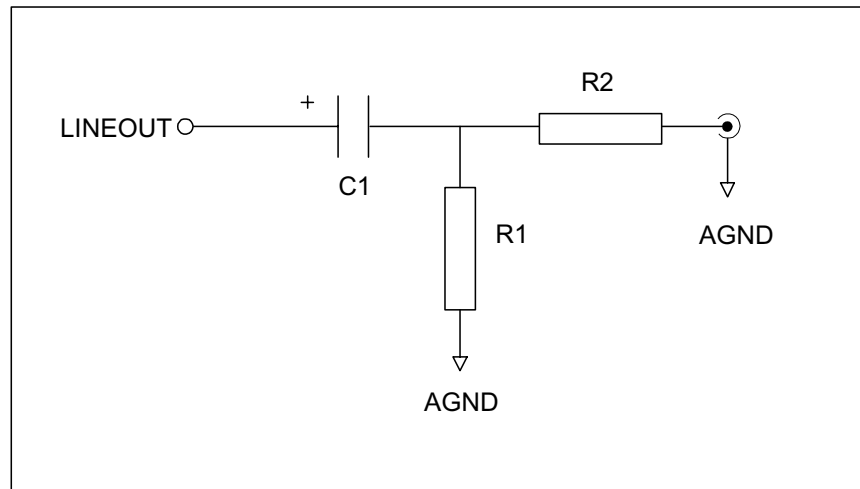 R2
+
LINEOUT
C1
R1
AGND
AGND